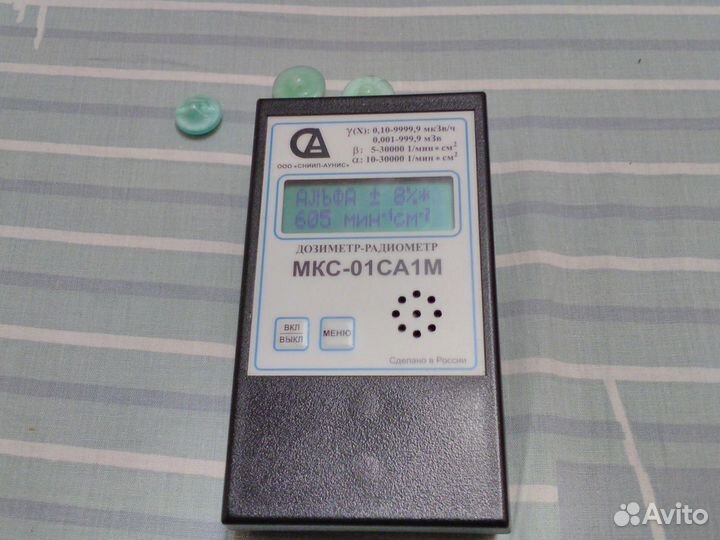 СА
ООО «СНИИП-АУНИС»
γ(X): 0,10-9999,9 мкЗв/ч
0,001-999,9 мЗв
β: 5-30000 1/мин∗см²
α: 10-30000 1/мин∗см²
АЛЬФА ± 8%ж
605 мин⁻¹см⁻²
ДОЗИМЕТР-РАДИОМЕТР
МКС-01СА1М
ВКЛ
ВЫКЛ
МЕНЮ
Сделано в России
Avito